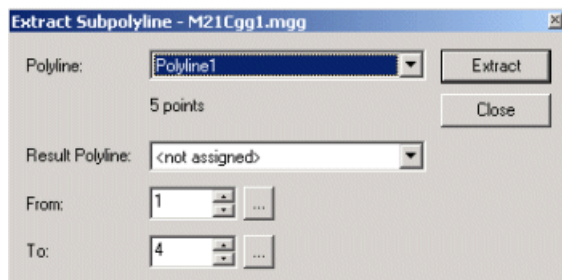 Extract Subpolyline - M21Cgg1.mgg
Polyline: Polyline1 Extract
5 points Close
Result Polyline: <not assigned>
From: 1 ...
To: 4 ...